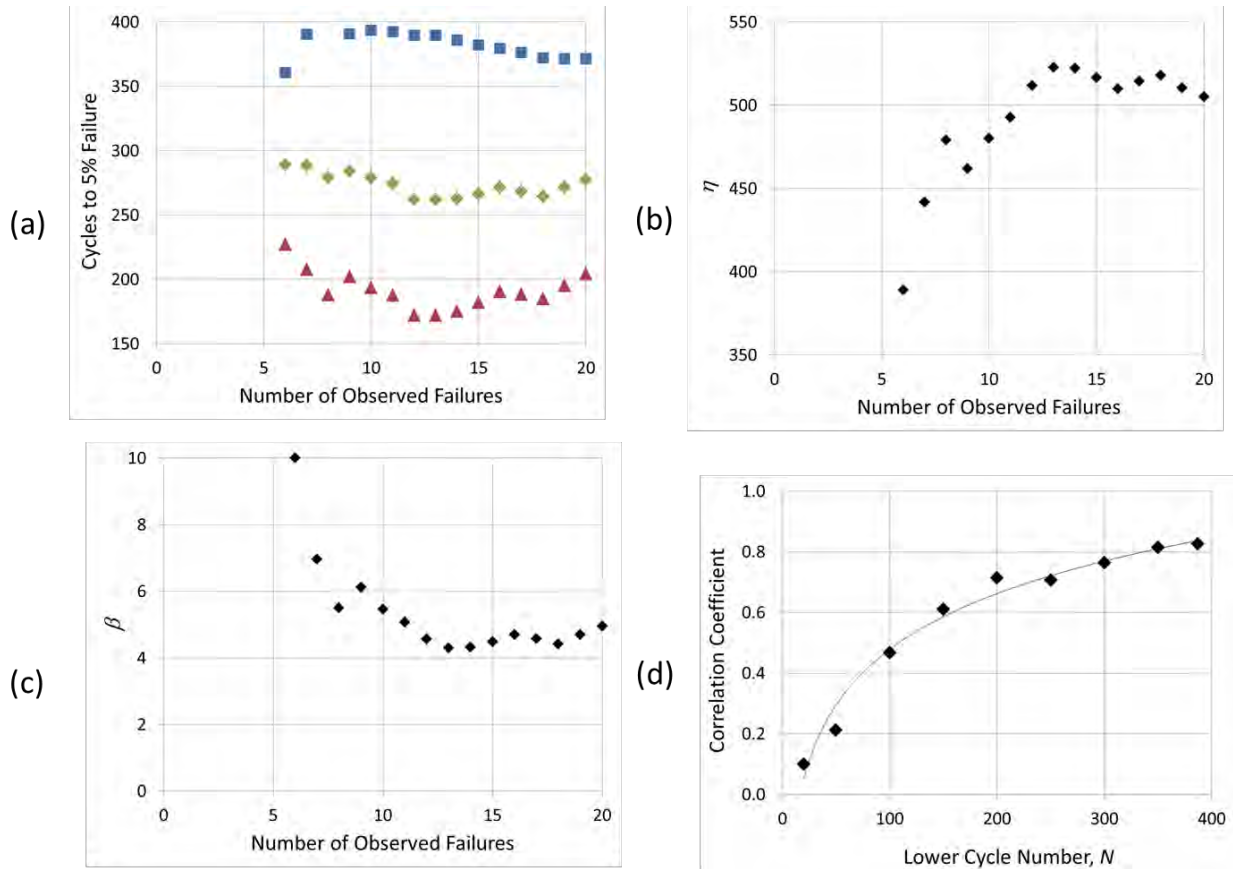 (a)
Cycles to 5% Failure
400
350
300
250
200
150
0 5 10 15 20
Number of Observed Failures
(b)
η
550
500
450
400
350
0 5 10 15 20
Number of Observed Failures
(c)
β
10
8
6
4
2
0
0 5 10 15 20
Number of Observed Failures
(d)
Correlation Coefficient
1.0
0.8
0.6
0.4
0.2
0.0
0 100 200 300 400
Lower Cycle Number, N